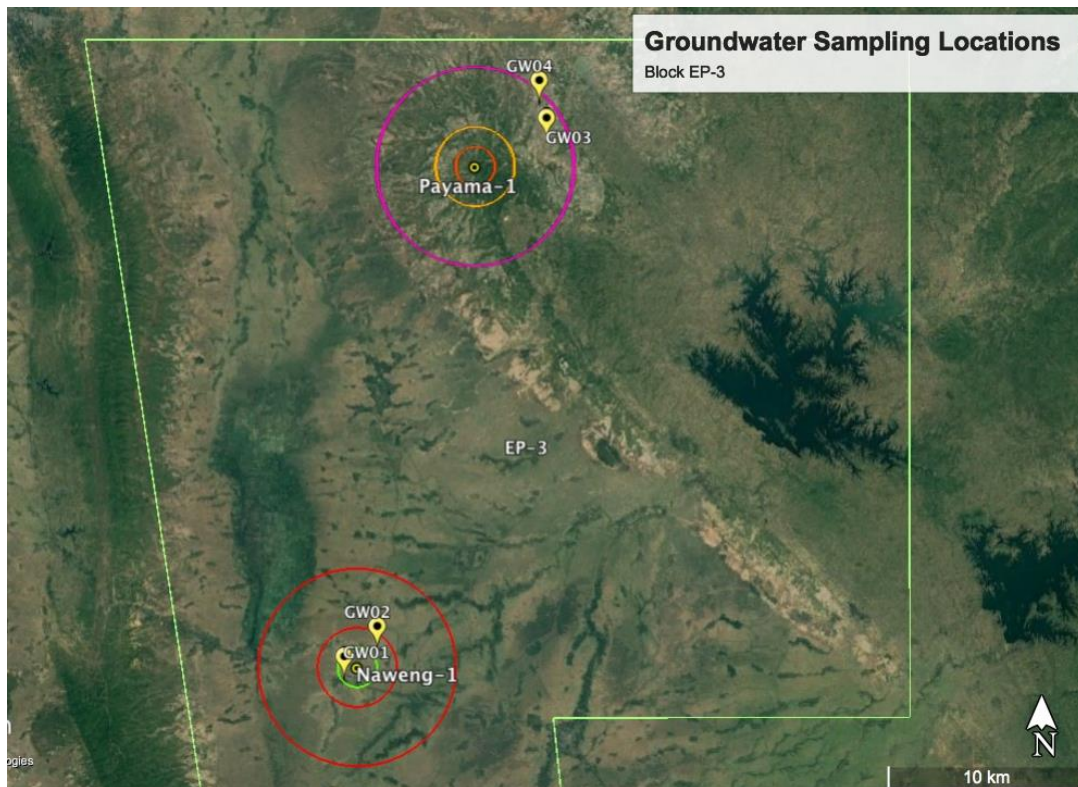 Groundwater Sampling Locations
Block EP-3
GW04
GW03
Payama-1
EP-3
GW02
GW01
Naweng-1
N
10 km